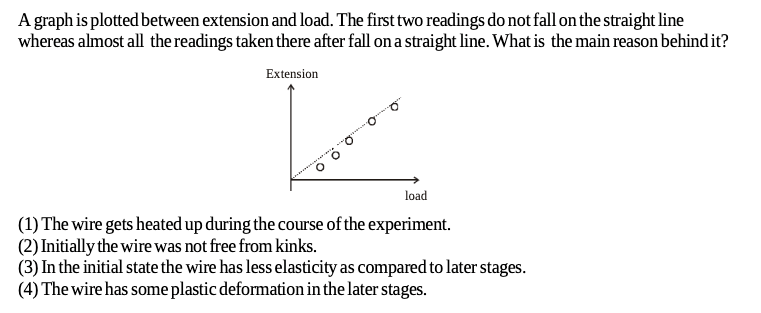 A graph is plotted between extension and load. The first two readings do not fall on the straight line
whereas almost all the readings taken there after fall on a straight line. What is the main reason behind it?
Extension
load
(1) The wire gets heated up during the course of the experiment.
(2) Initially the wire was not free from kinks.
(3) In the initial state the wire has less elasticity as compared to later stages.
(4) The wire has some plastic deformation in the later stages.